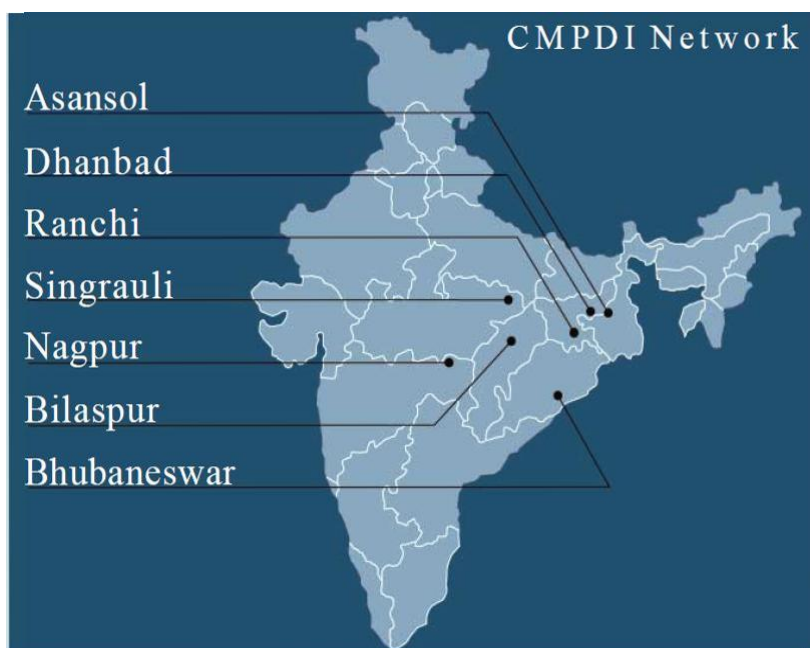 CMPDI Network
Asansol
Dhanbad
Ranchi
Singrauli
Nagpur
Bilaspur
Bhubaneswar